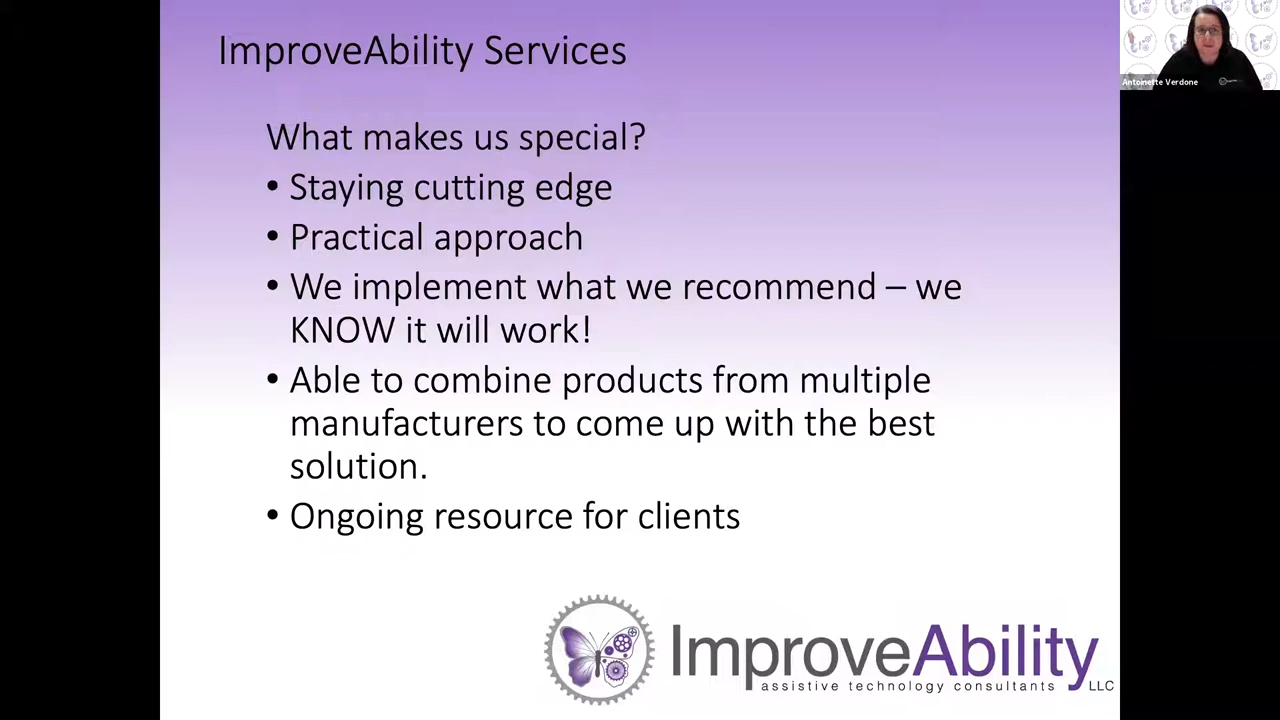 ImproveAbility Services
Antoinette Verdone
What makes us special?
• Staying cutting edge
• Practical approach
• We implement what we recommend – we
KNOW it will work!
• Able to combine products from multiple
manufacturers to come up with the best
solution.
• Ongoing resource for clients
ImproveAbility
assistive technology consultants LLC